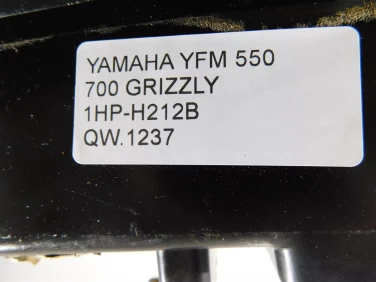 YAMAHA YFM 550
700 GRIZZLY
1HP-H212B
QW.1237